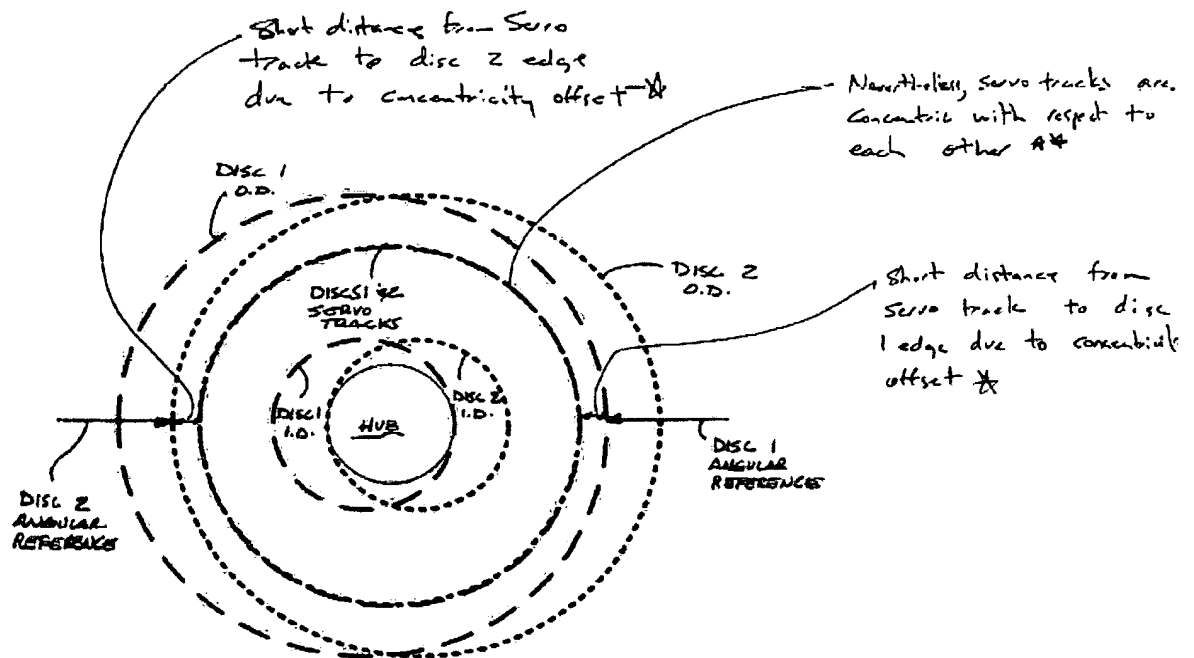 Short distance from Servo
track to disc 2 edge
due to concentricity offset ☆
Nevertheless, servo tracks are
concentric with respect to
each other ☆☆
DISC 1
O.D.
DISC 2
O.D.
Short distance from
Servo track to disc
1 edge due to
offset ☆
DISCS 1 & 2
SERVO
TRACKS
DISC 1
I.D.
HUB
DISC 2
I.D.
DISC 1
ANGULAR
REFERENCE
DISC 2
ANGULAR
REFERENCE